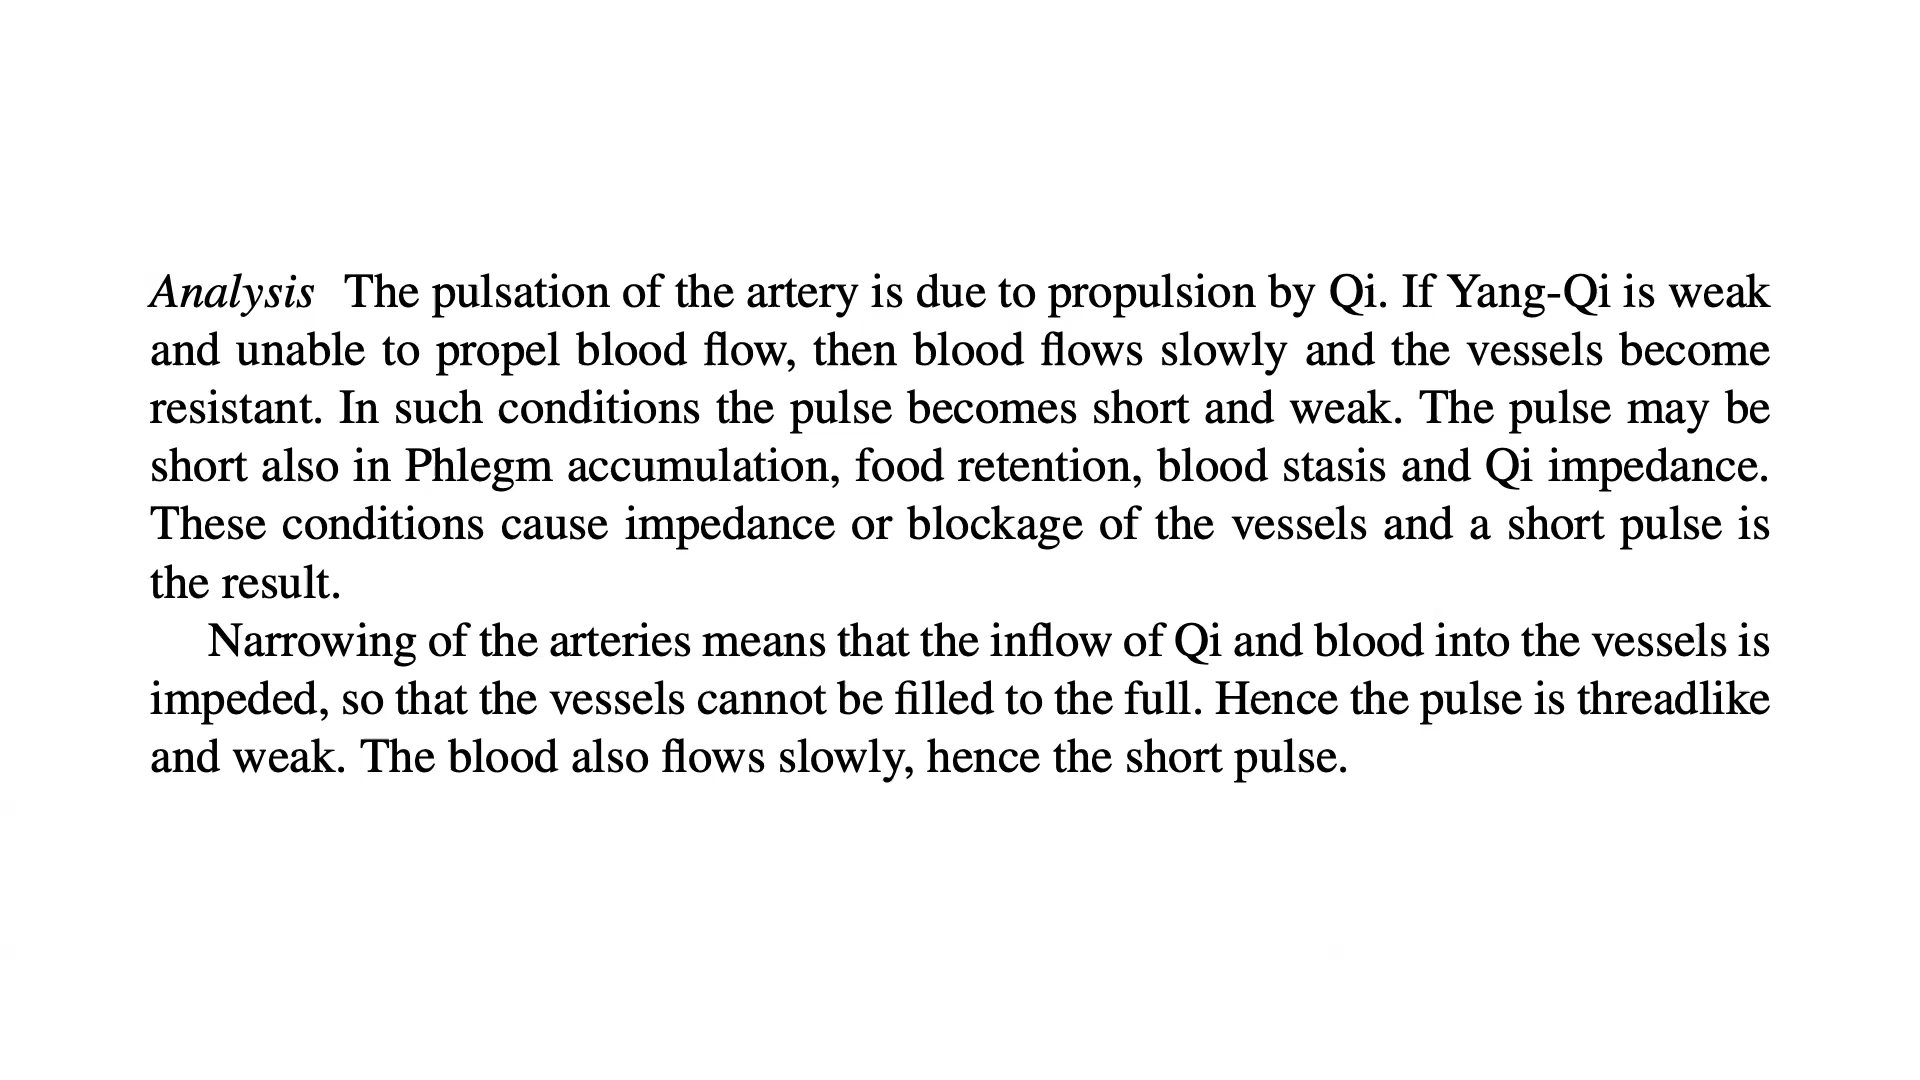 Analysis The pulsation of the artery is due to propulsion by Qi. If Yang-Qi is weak
and unable to propel blood flow, then blood flows slowly and the vessels become
resistant. In such conditions the pulse becomes short and weak. The pulse may be
short also in Phlegm accumulation, food retention, blood stasis and Qi impedance.
These conditions cause impedance or blockage of the vessels and a short pulse is
the result.
Narrowing of the arteries means that the inflow of Qi and blood into the vessels is
impeded, so that the vessels cannot be filled to the full. Hence the pulse is threadlike
and weak. The blood also flows slowly, hence the short pulse.